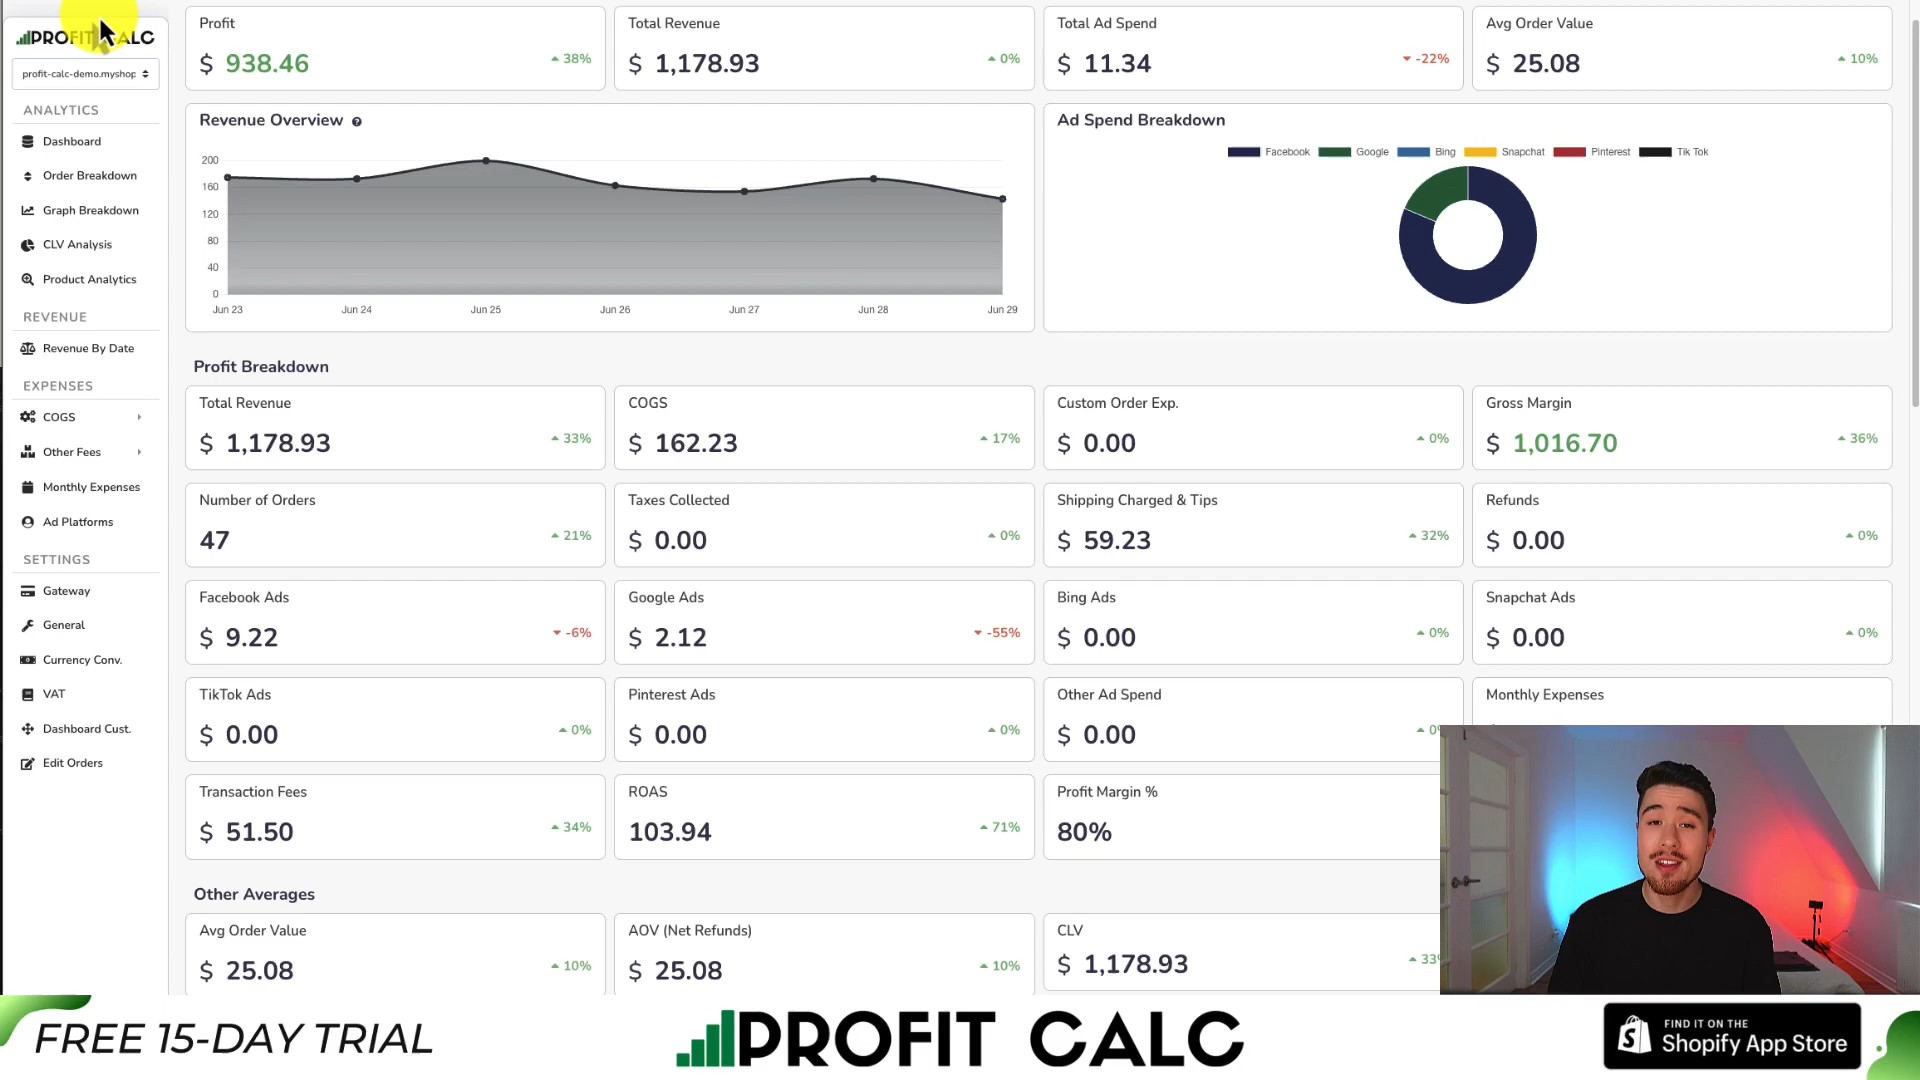 PROFIT CALC
profit-calc-demo.myshop
ANALYTICS
Dashboard
Order Breakdown
Graph Breakdown
CLV Analysis
Product Analytics
REVENUE
Revenue By Date
EXPENSES
COGS
Other Fees
Monthly Expenses
Ad Platforms
SETTINGS
Gateway
General
Currency Conv.
VAT
Dashboard Cust.
Edit Orders
Profit
$ 938.46 38%
Total Revenue
$ 1,178.93 0%
Total Ad Spend
$ 11.34 -22%
Avg Order Value
$ 25.08 10%
Revenue Overview
200
160
120
80
40
0
Jun 23 Jun 24 Jun 25 Jun 26 Jun 27 Jun 28 Jun 29
Ad Spend Breakdown
Facebook Google Bing Snapchat Pinterest Tik Tok
Profit Breakdown
Total Revenue
$ 1,178.93 33%
COGS
$ 162.23 17%
Custom Order Exp.
$ 0.00 0%
Gross Margin
$ 1,016.70 36%
Number of Orders
47 21%
Taxes Collected
$ 0.00 0%
Shipping Charged & Tips
$ 59.23 32%
Refunds
$ 0.00 0%
Facebook Ads
$ 9.22 -6%
Google Ads
$ 2.12 -55%
Bing Ads
$ 0.00 0%
Snapchat Ads
$ 0.00 0%
TikTok Ads
$ 0.00 0%
Pinterest Ads
$ 0.00 0%
Other Ad Spend
$ 0.00
Monthly Expenses
Transaction Fees
$ 51.50 34%
ROAS
103.94 71%
Profit Margin %
80%
Other Averages
Avg Order Value
$ 25.08 10%
AOV (Net Refunds)
$ 25.08 10%
CLV
$ 1,178.93 33
FREE 15-DAY TRIAL
PROFIT CALC
FIND IT ON THE
Shopify App Store